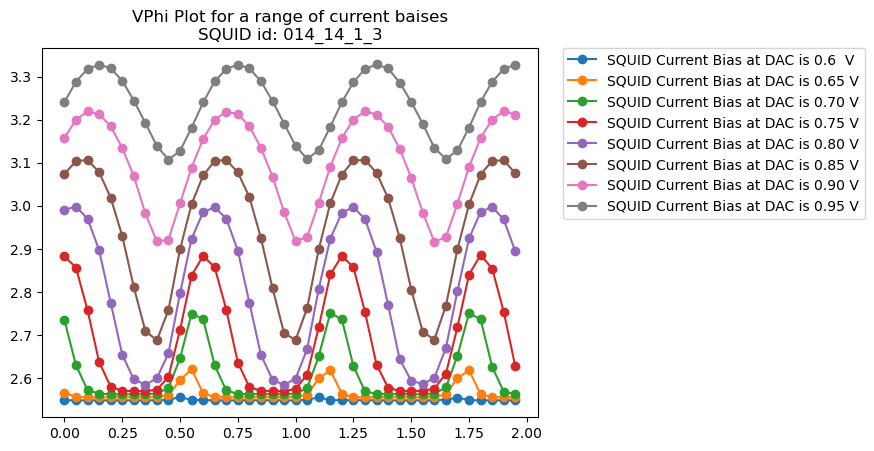 VPhi Plot for a range of current baises
SQUID id: 014_14_1_3
3.3
3.2
3.1
3.0
2.9
2.8
2.7
2.6
0.00 0.25 0.50 0.75 1.00 1.25 1.50 1.75 2.00
SQUID Current Bias at DAC is 0.6  V
SQUID Current Bias at DAC is 0.65 V
SQUID Current Bias at DAC is 0.70 V
SQUID Current Bias at DAC is 0.75 V
SQUID Current Bias at DAC is 0.80 V
SQUID Current Bias at DAC is 0.85 V
SQUID Current Bias at DAC is 0.90 V
SQUID Current Bias at DAC is 0.95 V